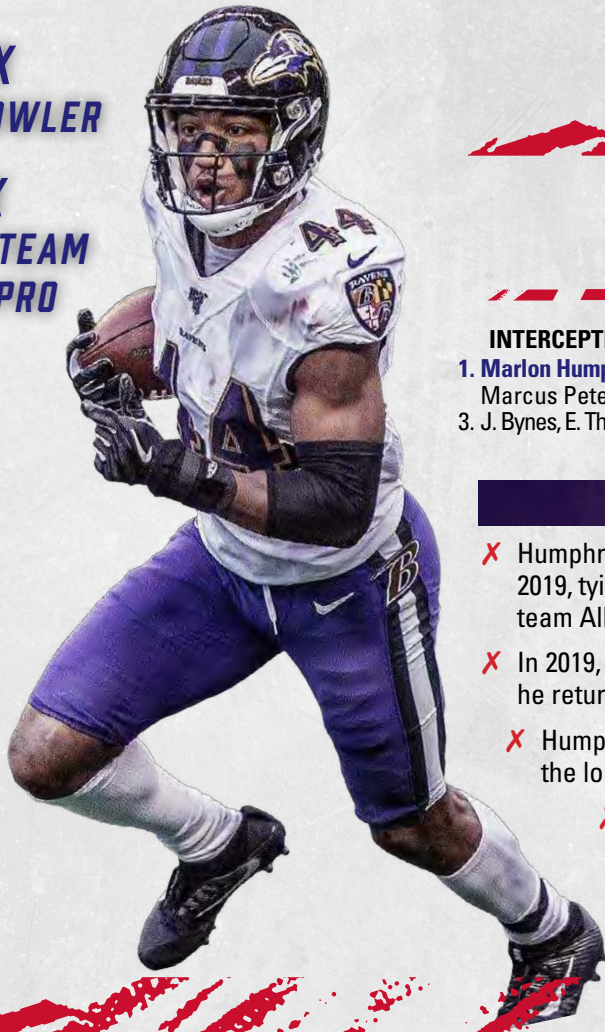 X
OWLER
X
TEAM
PRO
RAVENS
44
RAVENS
B
RAVENS
44
B
INTERCEPTI
1. Marlon Hump
Marcus Pete
3. J. Bynes, E. Th
✗ Humphr
2019, tyi
team All
✗ In 2019,
he retur
✗ Hump
the lo